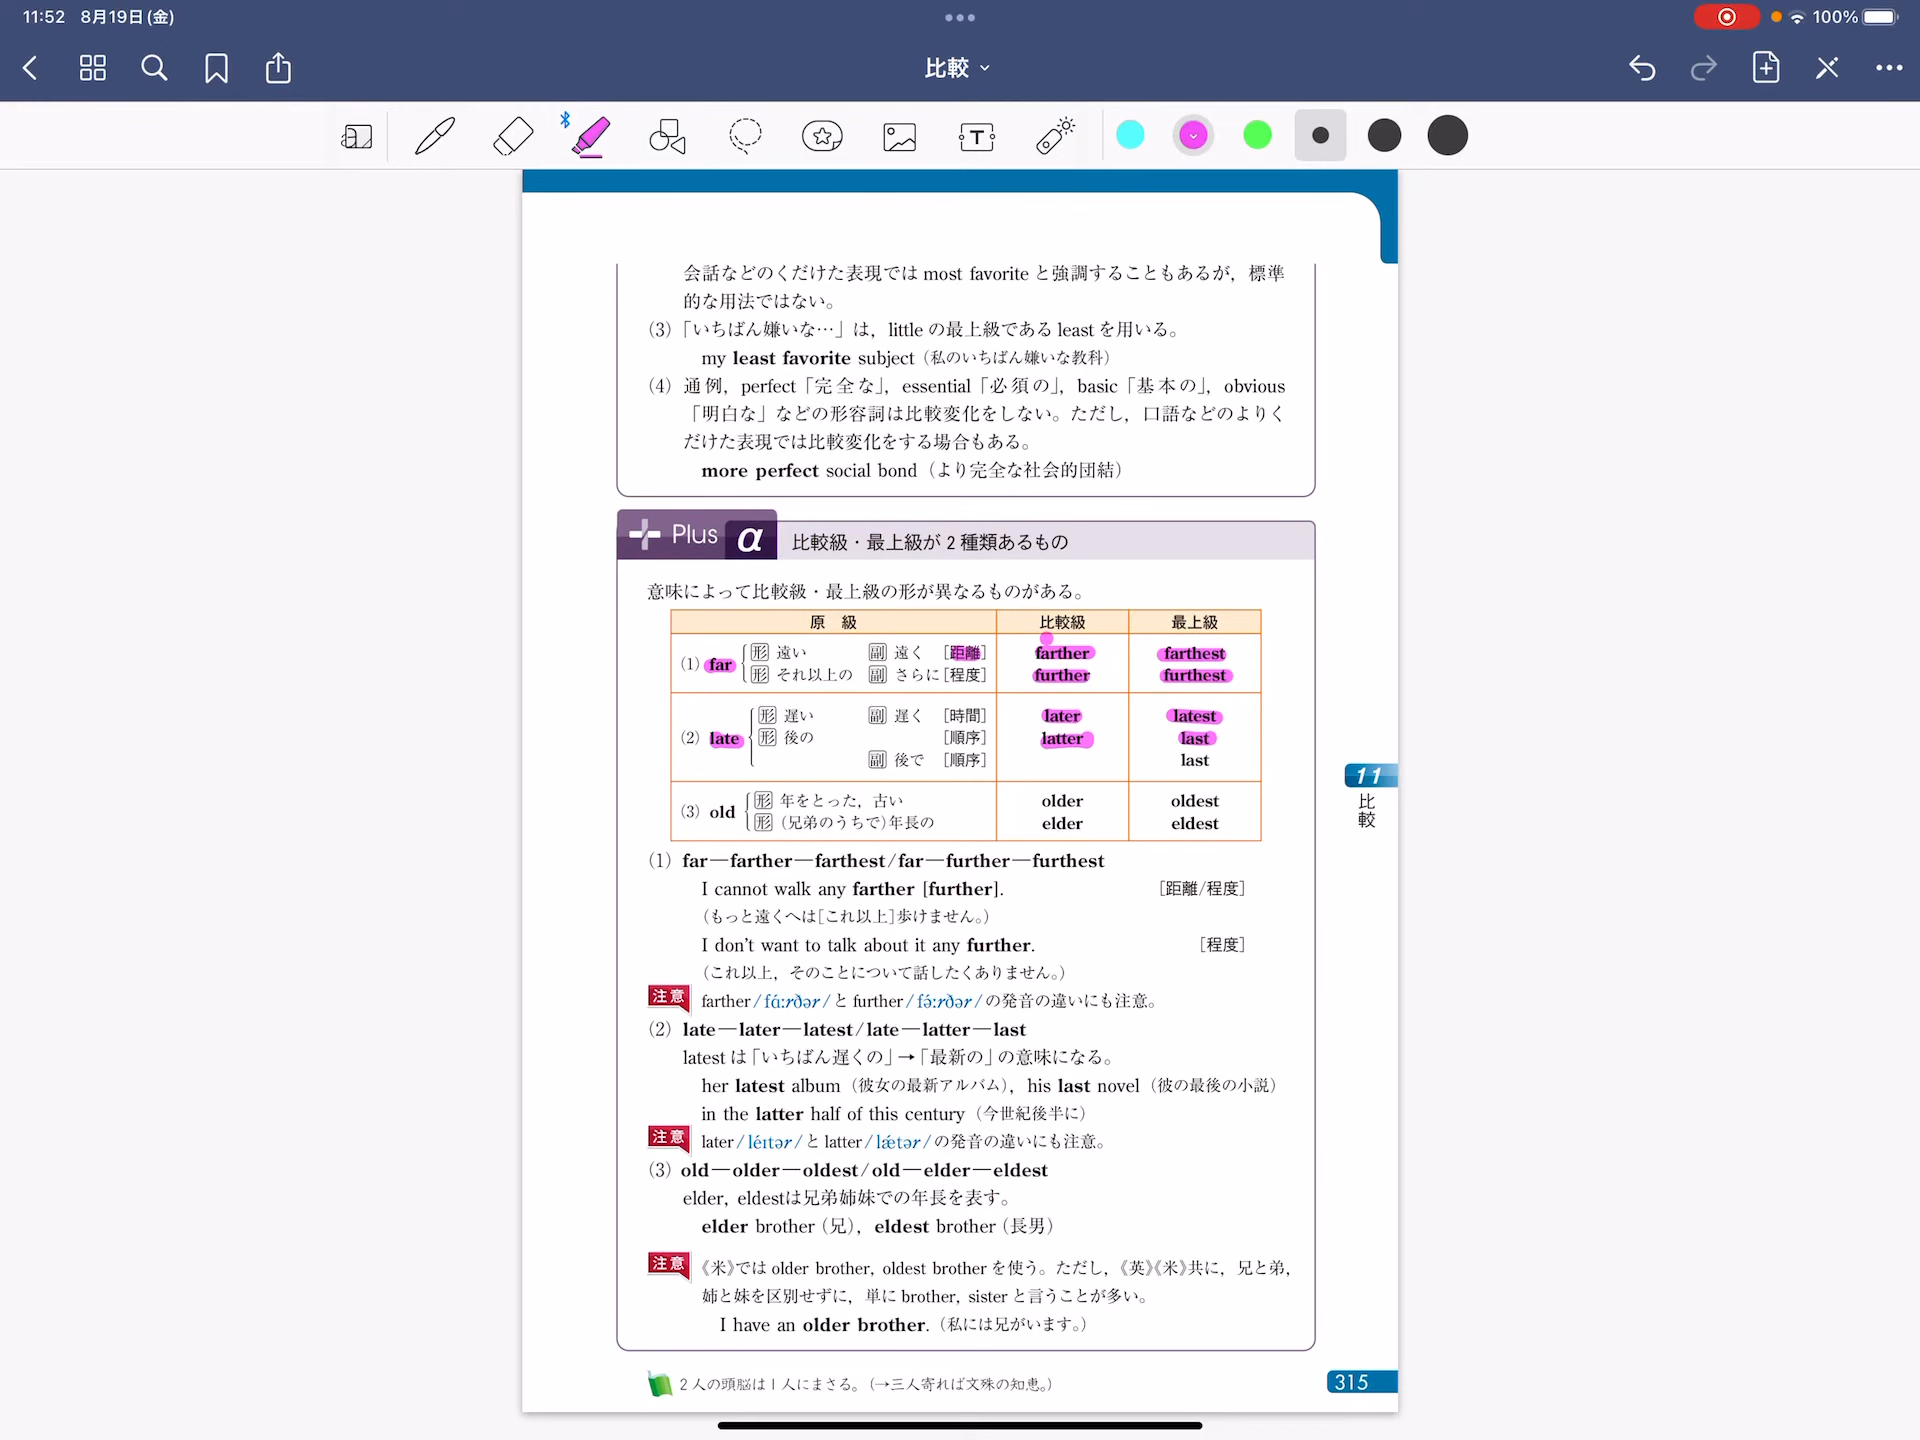 11:52 8月19日(金)
100%
比較
会話などのくだけた表現では most favorite と強調することもあるが，標準
的な用法ではない。
(3)「いちばん嫌いな…」は，little の最上級である least を用いる。
my least favorite subject（私のいちばん嫌いな教科）
(4) 通例，perfect「完全な」，essential「必須の」，basic「基本の」，obvious
「明白な」などの形容詞は比較変化をしない。ただし，口語などのよりく
だけた表現では比較変化をする場合もある。
more perfect social bond（より完全な社会的団結）
Plus α 比較級・最上級が2種類あるもの
意味によって比較級・最上級の形が異なるものがある。
原 級 比較級 最上級
(1) far 形 遠い 副 遠く [距離] farther farthest
形 それ以上の 副 さらに [程度] further furthest
(2) late 形 遅い 副 遅く [時間] later latest
形 後の [順序] latter last
副 後で [順序] last
(3) old 形 年をとった，古い older oldest
形 (兄弟のうちで)年長の elder eldest
(1) far—farther—farthest/far—further—furthest
I cannot walk any farther [further]. [距離/程度]
（もっと遠くへは[これ以上]歩けません。）
I don't want to talk about it any further. [程度]
（これ以上，そのことについて話したくありません。）
注意 farther/fɑ́ːrðər/と further/fə́ːrðər/の発音の違いにも注意。
(2) late—later—latest/late—latter—last
latest は「いちばん遅くの」→「最新の」の意味になる。
her latest album（彼女の最新アルバム），his last novel（彼の最後の小説）
in the latter half of this century（今世紀後半に）
注意 later/léɪtər/と latter/lǽtər/の発音の違いにも注意。
(3) old—older—oldest/old—elder—eldest
elder, eldestは兄弟姉妹での年長を表す。
elder brother（兄），eldest brother（長男）
注意 《米》では older brother, oldest brother を使う。ただし，《英》《米》共に，兄と弟，
姉と妹を区別せずに，単に brother, sister と言うことが多い。
I have an older brother.（私には兄がいます。）
11
比較
2人の頭脳は1人にまさる。（→三人寄れば文殊の知恵。）
315